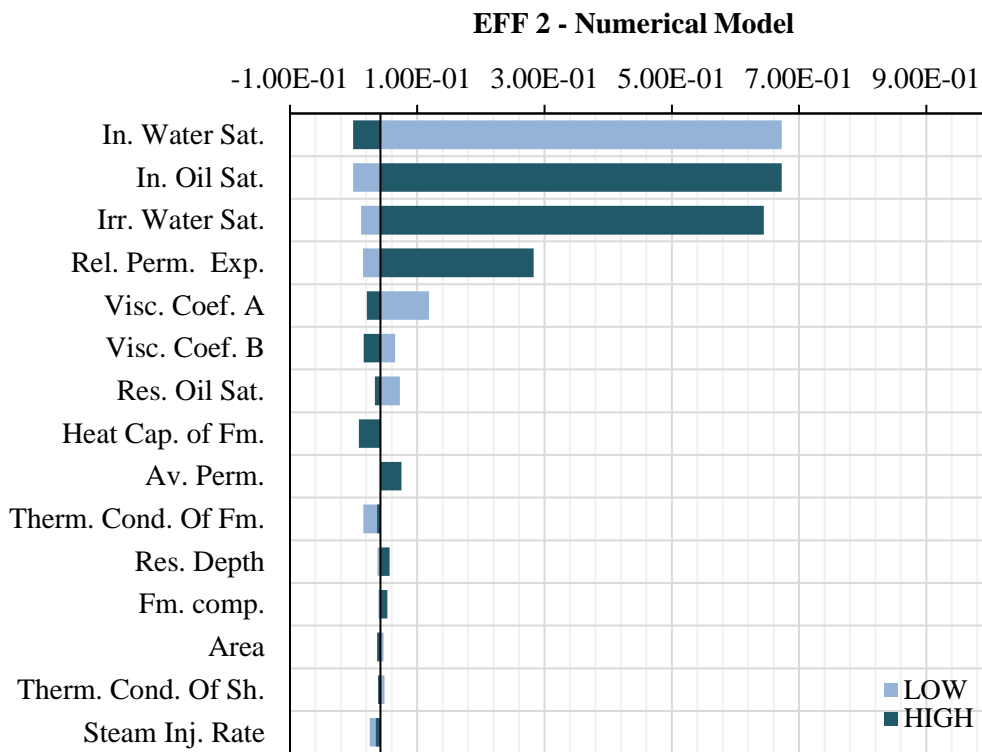 EFF 2 - Numerical Model
-1.00E-01 1.00E-01 3.00E-01 5.00E-01 7.00E-01 9.00E-01
In. Water Sat.
In. Oil Sat.
Irr. Water Sat.
Rel. Perm.  Exp.
Visc. Coef. A
Visc. Coef. B
Res. Oil Sat.
Heat Cap. of Fm.
Av. Perm.
Therm. Cond. Of Fm.
Res. Depth
Fm. comp.
Area
Therm. Cond. Of Sh.
Steam Inj. Rate
LOW
HIGH